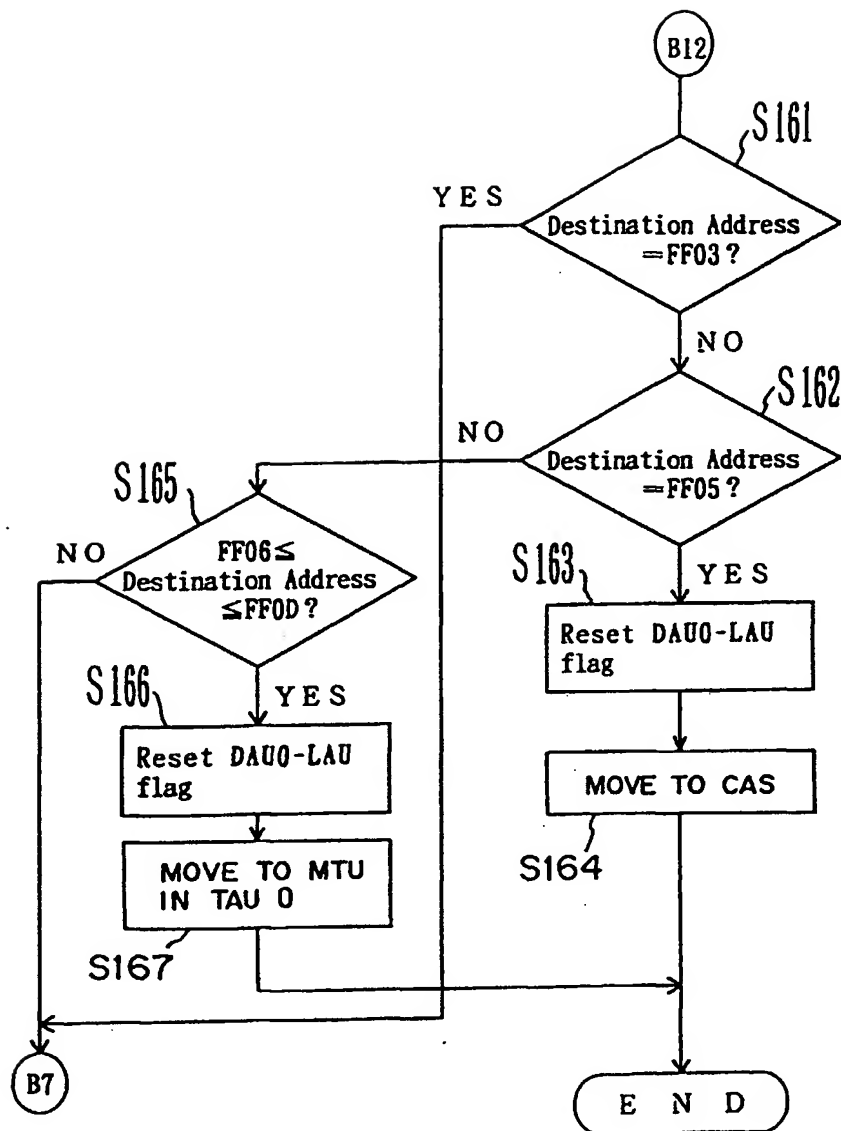 B12
S161
YES
Destination Address
=FF03?
NO
S162
NO
Destination Address
=FF05?
S165
NO
FF06≦
Destination Address
≦FF0D?
S163
YES
Reset DAU0-LAU
flag
S166
YES
Reset DAU0-LAU
flag
MOVE TO CAS
S164
MOVE TO MTU
IN TAU 0
S167
B7
E N D